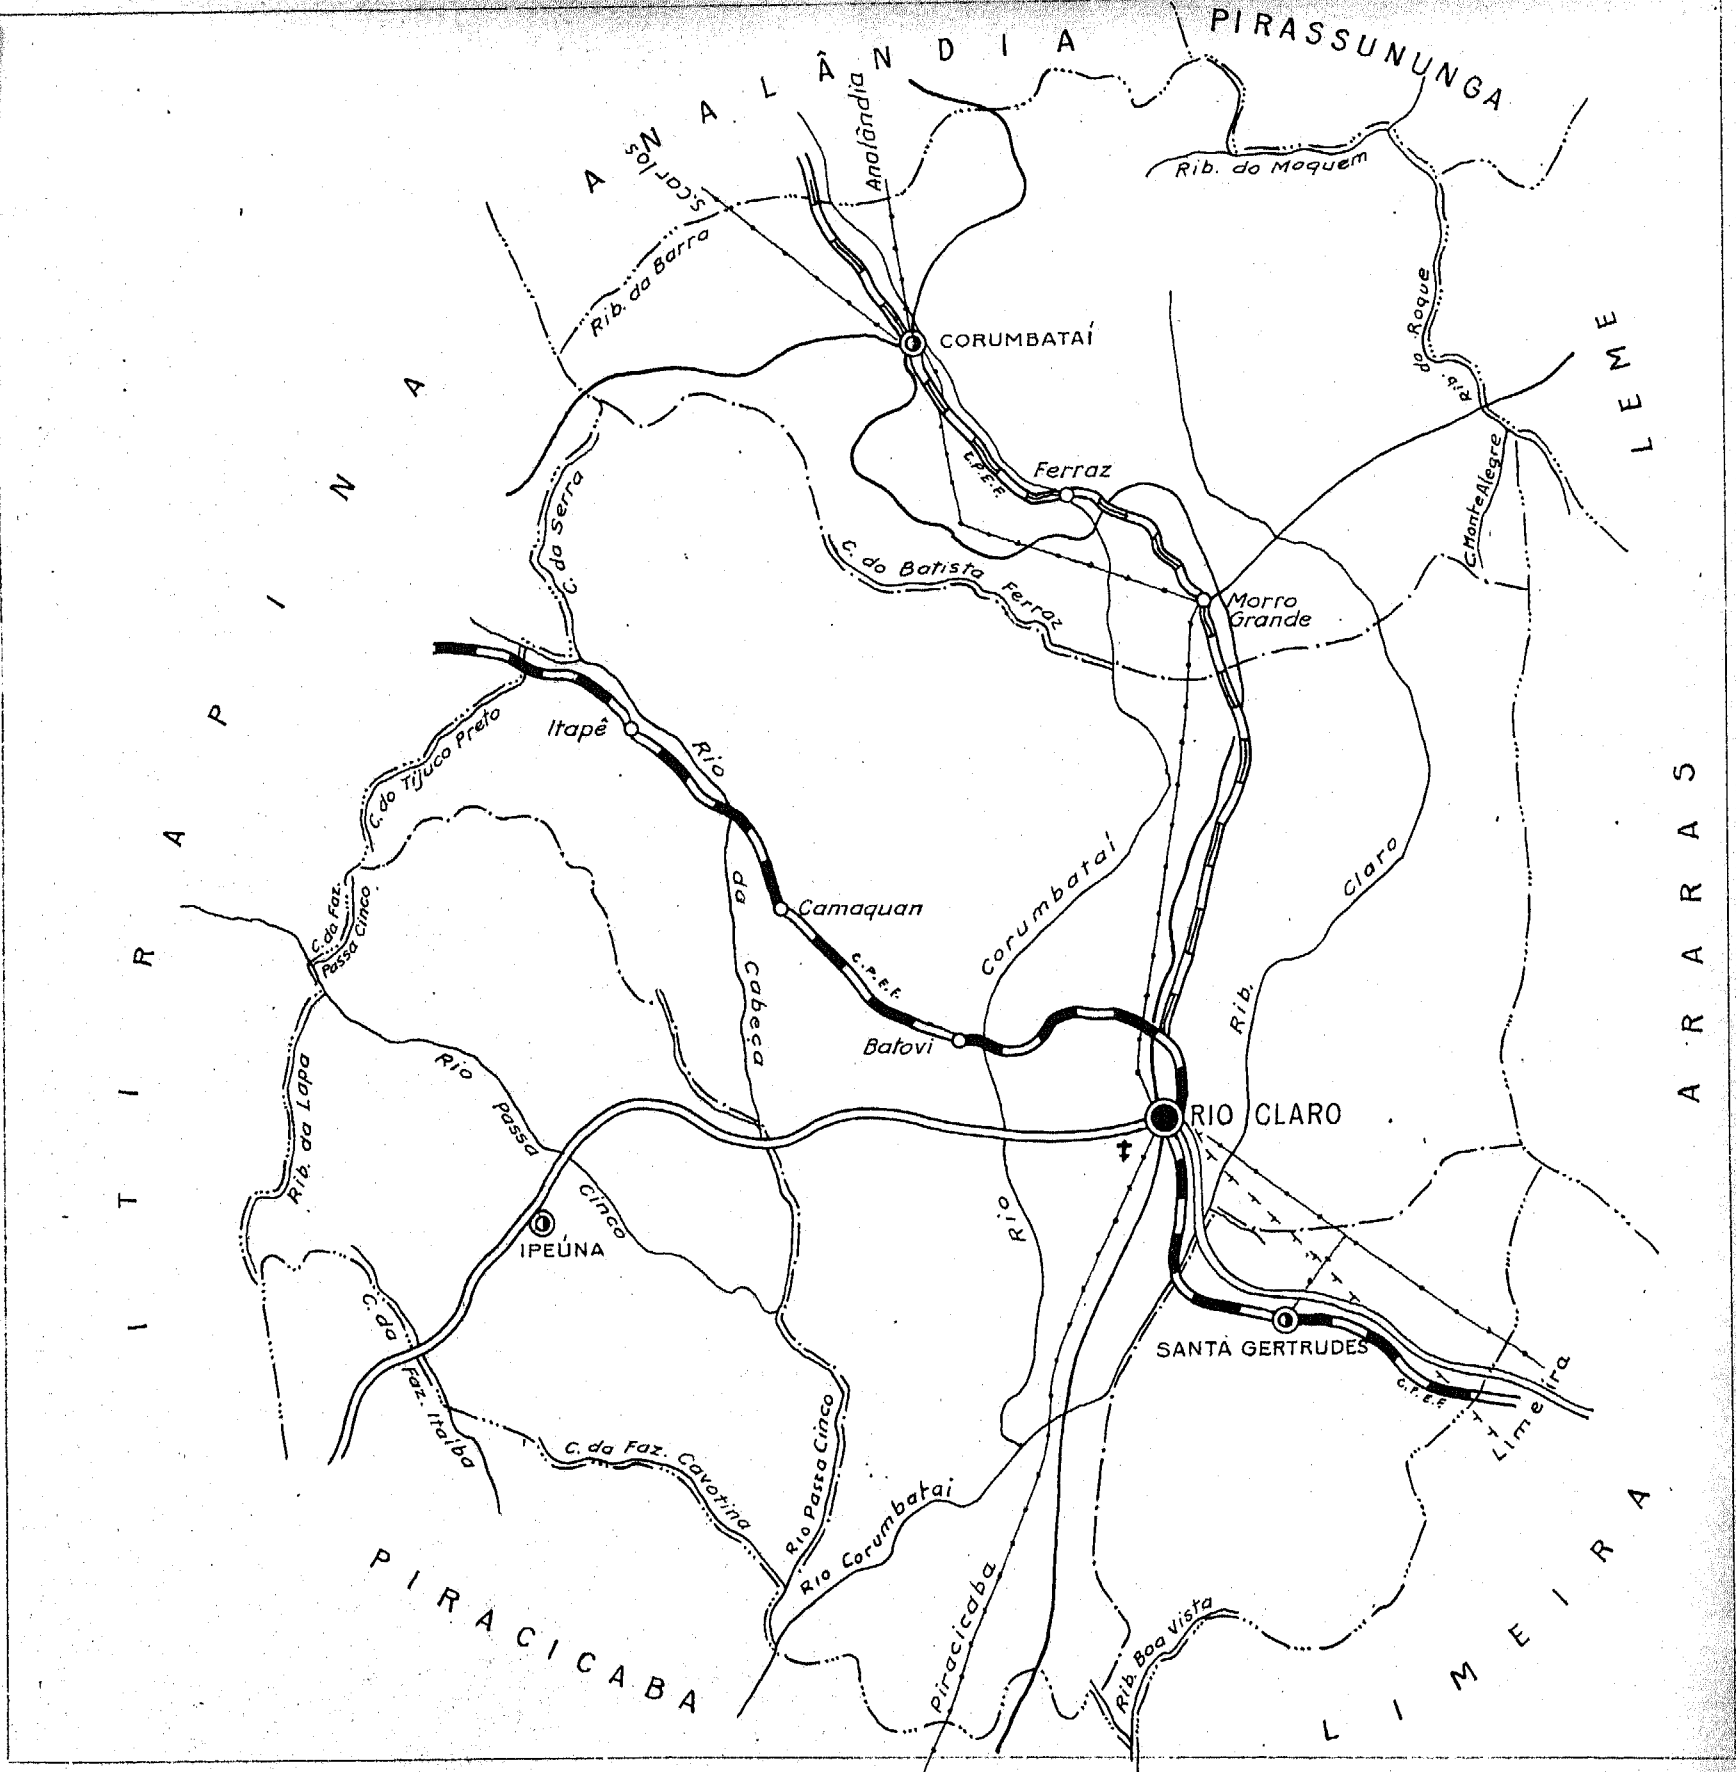 PIRASSUNUNGA
ANALÂNDIA
Analândia
S. Carlos
Rib. do Moquem
Rib. da Barra
Rib. do Roque
LEME
CORUMBATAÍ
C.P.E.F.
Ferraz
C. da Serra
C. Monte Alegre
C. do Batista Ferraz
Morro
Grande
ITIRAPINA
Itapê
C. do Tijuco Preto
Rio da Cabeça
ARARAS
Rio Corumbataí
Rib. Claro
C. da Faz.
Passa Cinco
Camaquan
C.P.E.F.
Batovi
Rio Passa Cinco
Rib. da Lapa
RIO CLARO
IPEÚNA
SANTA GERTRUDES
C.P.E.F.
Limeira
C. da Faz. Itaíba
C. da Faz. Cavotina
Rio Passa Cinco
Rio Corumbataí
Piracicaba
Rib. Boa Vista
PIRACICABA
LIMEIRA